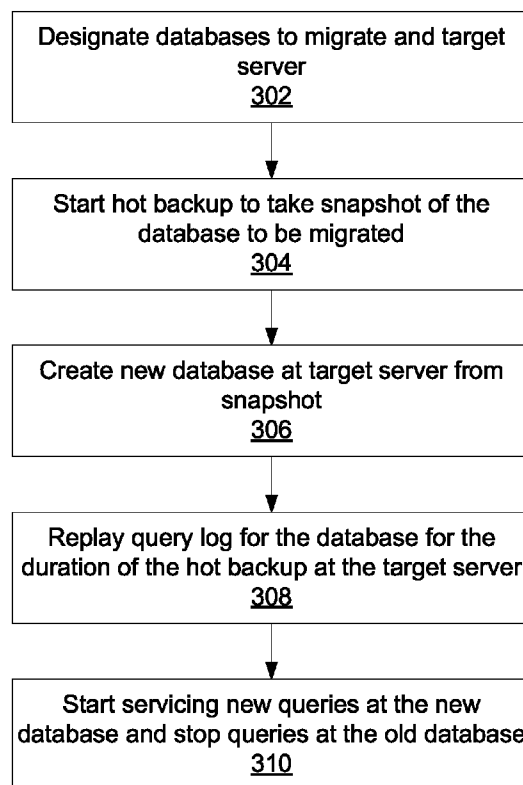 Designate databases to migrate and target
server
302
Start hot backup to take snapshot of the
database to be migrated
304
Create new database at target server from
snapshot
306
Replay query log for the database for the
duration of the hot backup at the target server
308
Start servicing new queries at the new
database and stop queries at the old database
310